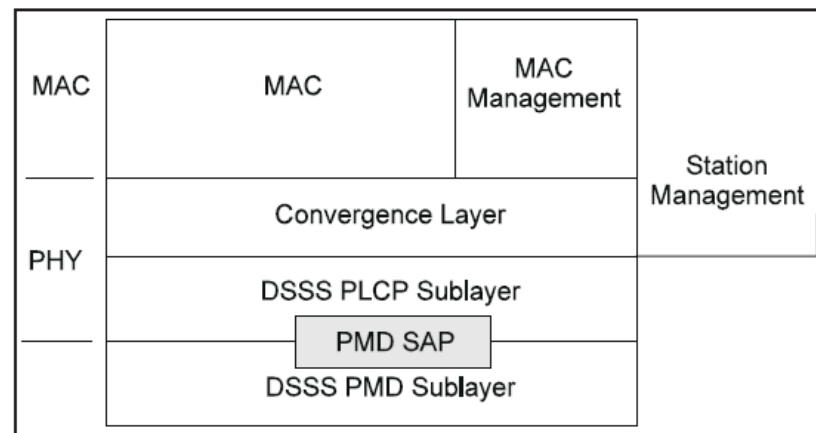 MAC
MAC
MAC
Management
Station
Management
Convergence Layer
PHY
DSSS PLCP Sublayer
PMD SAP
DSSS PMD Sublayer